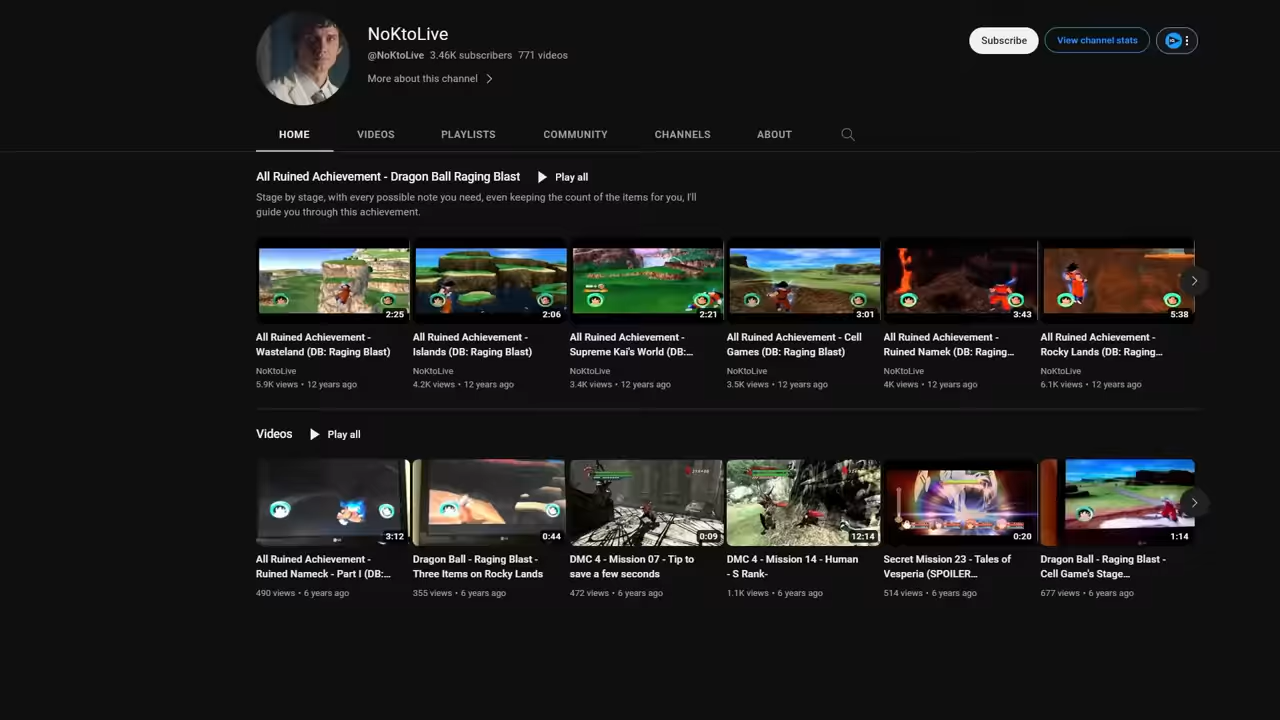 NoKtoLive
@NoKtoLive 3.46K subscribers 771 videos
More about this channel
Subscribe
View channel stats
HOME VIDEOS PLAYLISTS COMMUNITY CHANNELS ABOUT
All Ruined Achievement - Dragon Ball Raging Blast Play all
Stage by stage, with every possible note you need, even keeping the count of the items for you, I'll
guide you through this achievement.
2:25 2:06 2:21 3:01 3:43 5:38
All Ruined Achievement -
Wasteland (DB: Raging Blast)
NoKtoLive
5.9K views • 12 years ago
All Ruined Achievement -
Islands (DB: Raging Blast)
NoKtoLive
4.2K views • 12 years ago
All Ruined Achievement -
Supreme Kai's World (DB:...
NoKtoLive
3.4K views • 12 years ago
All Ruined Achievement - Cell
Games (DB: Raging Blast)
NoKtoLive
3.5K views • 12 years ago
All Ruined Achievement -
Ruined Namek (DB: Raging...
NoKtoLive
4K views • 12 years ago
All Ruined Achievement -
Rocky Lands (DB: Raging...
NoKtoLive
6.1K views • 12 years ago
Videos Play all
3:12 0:44 0:09 12:14 0:20 1:14
All Ruined Achievement -
Ruined Nameck - Part I (DB:...
490 views • 6 years ago
Dragon Ball - Raging Blast -
Three Items on Rocky Lands
355 views • 6 years ago
DMC 4 - Mission 07 - Tip to
save a few seconds
472 views • 6 years ago
DMC 4 - Mission 14 - Human
- S Rank-
1.1K views • 6 years ago
Secret Mission 23 - Tales of
Vesperia (SPOILER...
514 views • 6 years ago
Dragon Ball - Raging Blast -
Cell Game's Stage...
677 views • 6 years ago